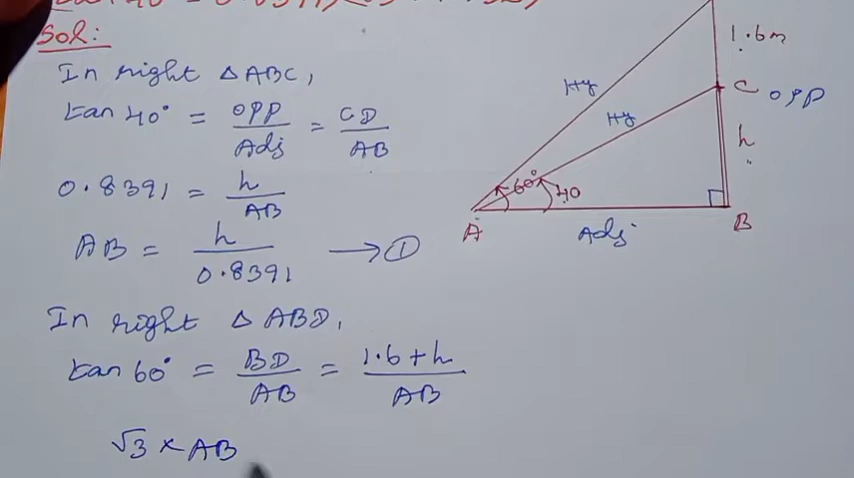 Sol:
In right △ABC,
tan 40° = opp/Adj = CD/AB
0.8391 = h/AB
AB = h/0.8391 → ①
In right △ ABD,
tan 60° = BD/AB = 1.6+h/AB
√3 × AB
1.6m
Hy
C opp
Hy
h
60° 40
A Adj B